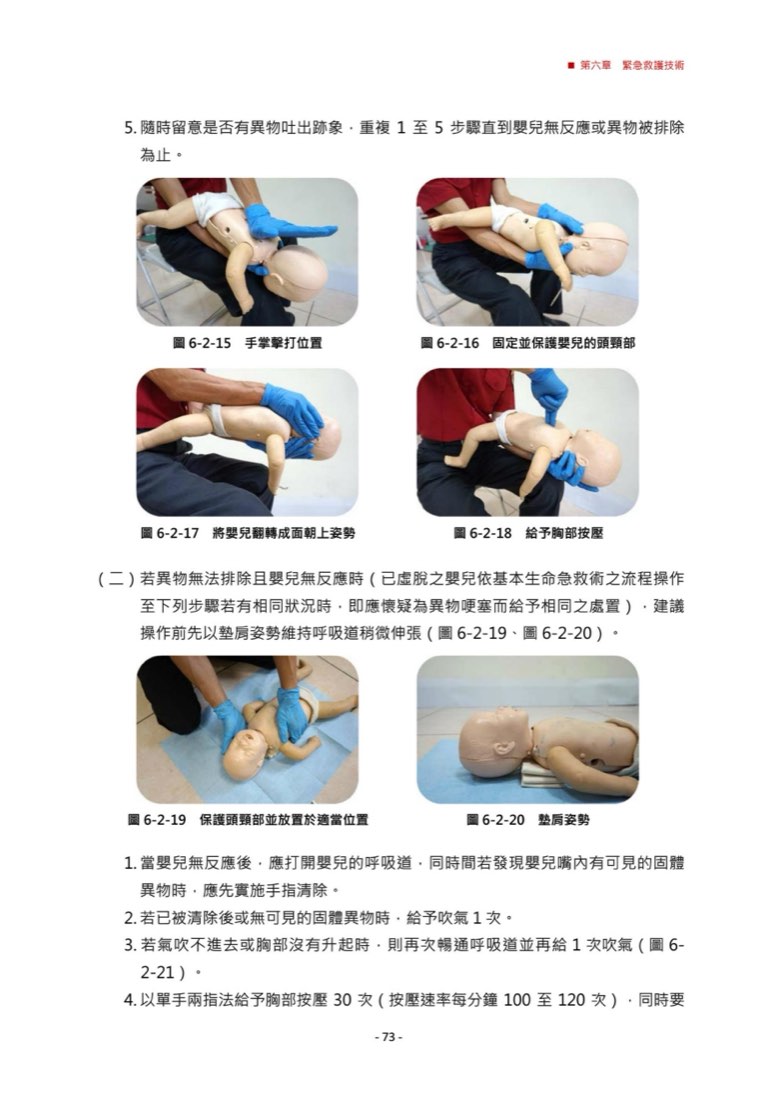 ■ 第六章　緊急救護技術
5. 隨時留意是否有異物吐出跡象，重複 1 至 5 步驟直到嬰兒無反應或異物被排除
為止。
圖 6-2-15　手掌擊打位置
圖 6-2-16　固定並保護嬰兒的頭頸部
圖 6-2-17　將嬰兒翻轉成面朝上姿勢
圖 6-2-18　給予胸部按壓
（二）若異物無法排除且嬰兒無反應時（已虛脫之嬰兒依基本生命急救術之流程操作
至下列步驟若有相同狀況時，即應懷疑為異物哽塞而給予相同之處置），建議
操作前先以墊肩姿勢維持呼吸道稍微伸張（圖 6-2-19、圖 6-2-20）。
圖 6-2-19　保護頭頸部並放置於適當位置
圖 6-2-20　墊肩姿勢
1. 當嬰兒無反應後，應打開嬰兒的呼吸道，同時間若發現嬰兒嘴內有可見的固體
異物時，應先實施手指清除。
2. 若已被清除後或無可見的固體異物時，給予吹氣 1 次。
3. 若氣吹不進去或胸部沒有升起時，則再次暢通呼吸道並再給 1 次吹氣（圖 6-
2-21）。
4. 以單手兩指法給予胸部按壓 30 次（按壓速率每分鐘 100 至 120 次），同時要
- 73 -